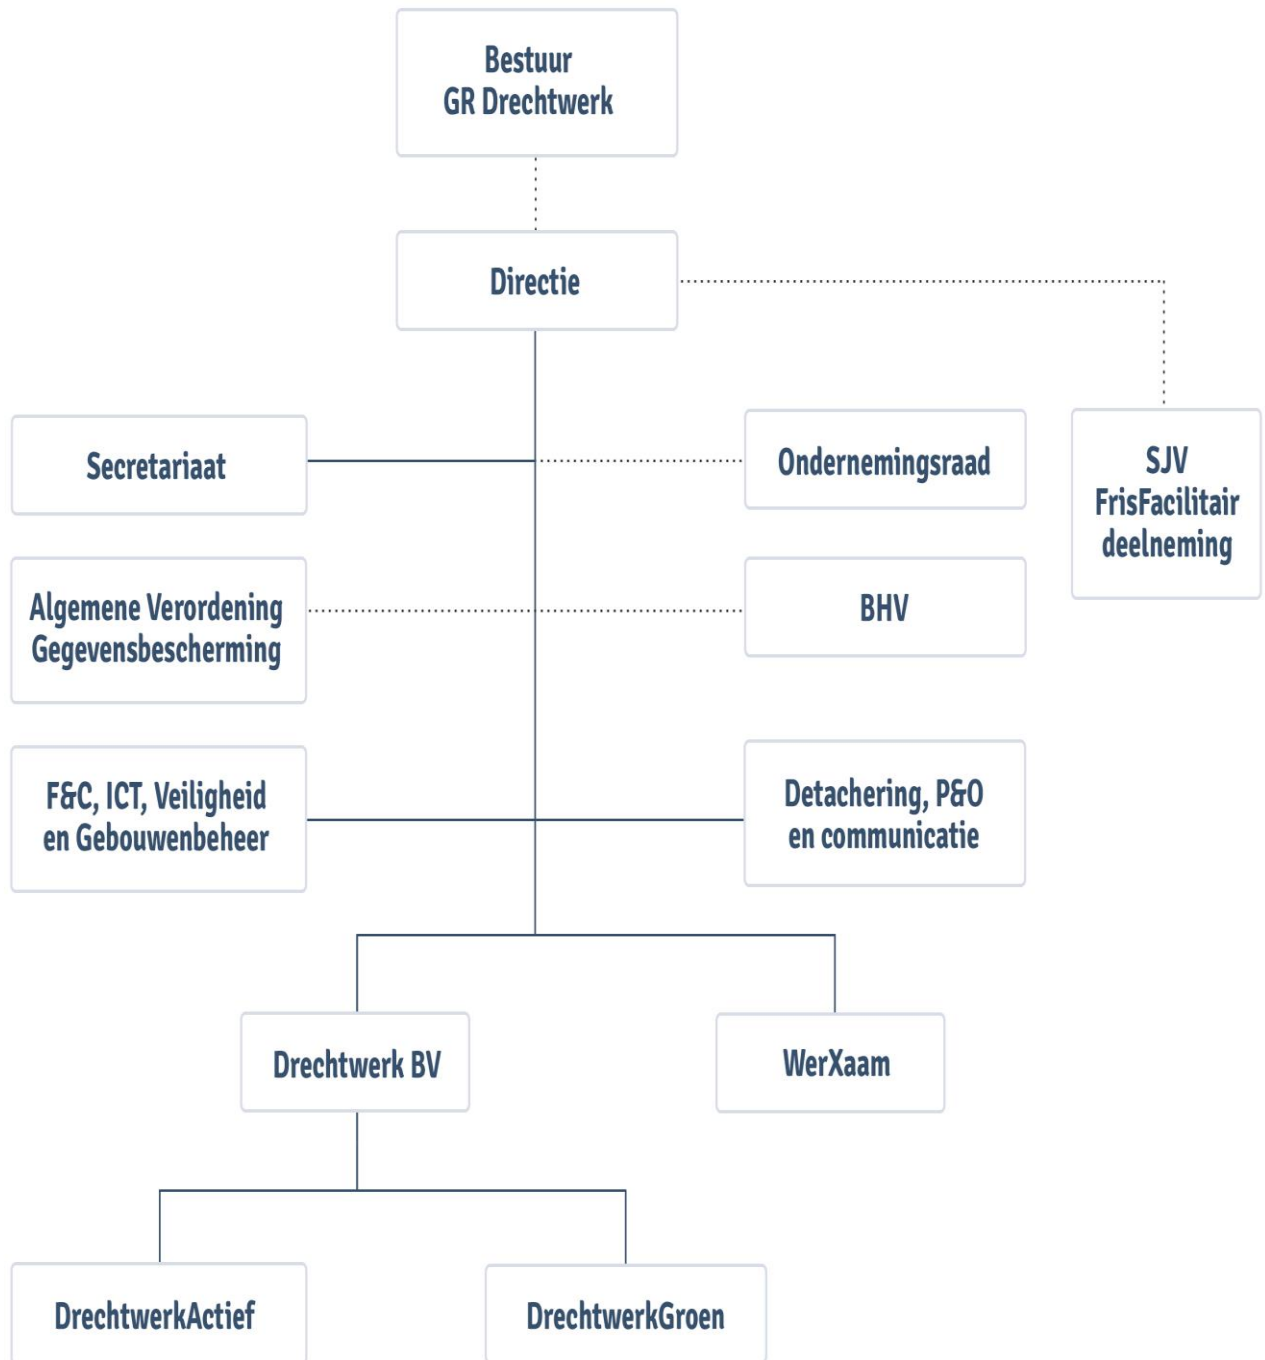 Bestuur
GR Drechtwerk
Directie
Secretariaat
Ondernemingsraad
SJV
FrisFacilitair
deelneming
Algemene Verordening
Gegevensbescherming
BHV
F&C, ICT, Veiligheid
en Gebouwenbeheer
Detachering, P&O
en communicatie
Drechtwerk BV
WerXaam
DrechtwerkActief
DrechtwerkGroen